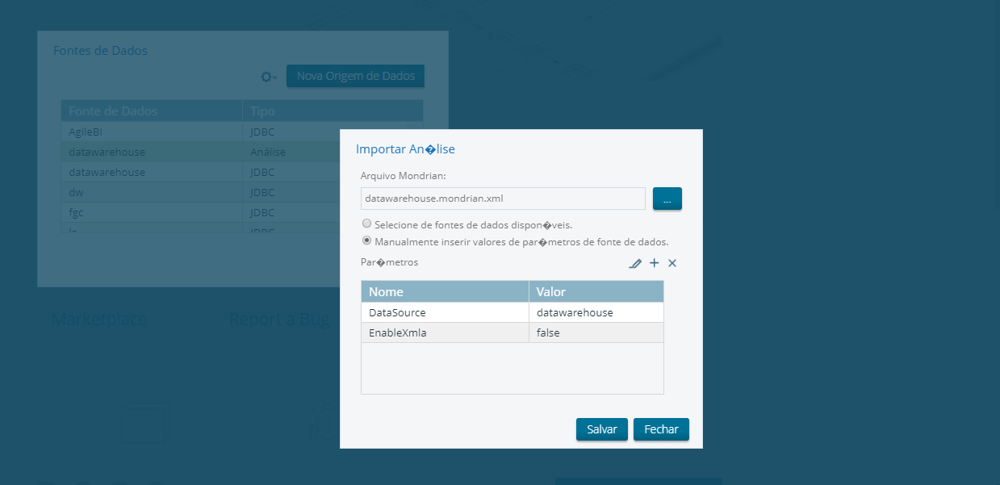 Fontes de Dados
Nova Origem de Dados
Fonte de Dados Tipo
AgileBI JDBC
datawarehouse Análise
datawarehouse JDBC
dw JDBC
fgc JDBC
JDBC
Marketplace Report a Bug
Importar An�lise
Arquivo Mondrian:
datawarehouse.mondrian.xml ...
Selecione de fontes de dados dispon�veis.
Manualmente inserir valores de par�metros de fonte de dados.
Par�metros
Nome Valor
DataSource datawarehouse
EnableXmla false
Salvar Fechar